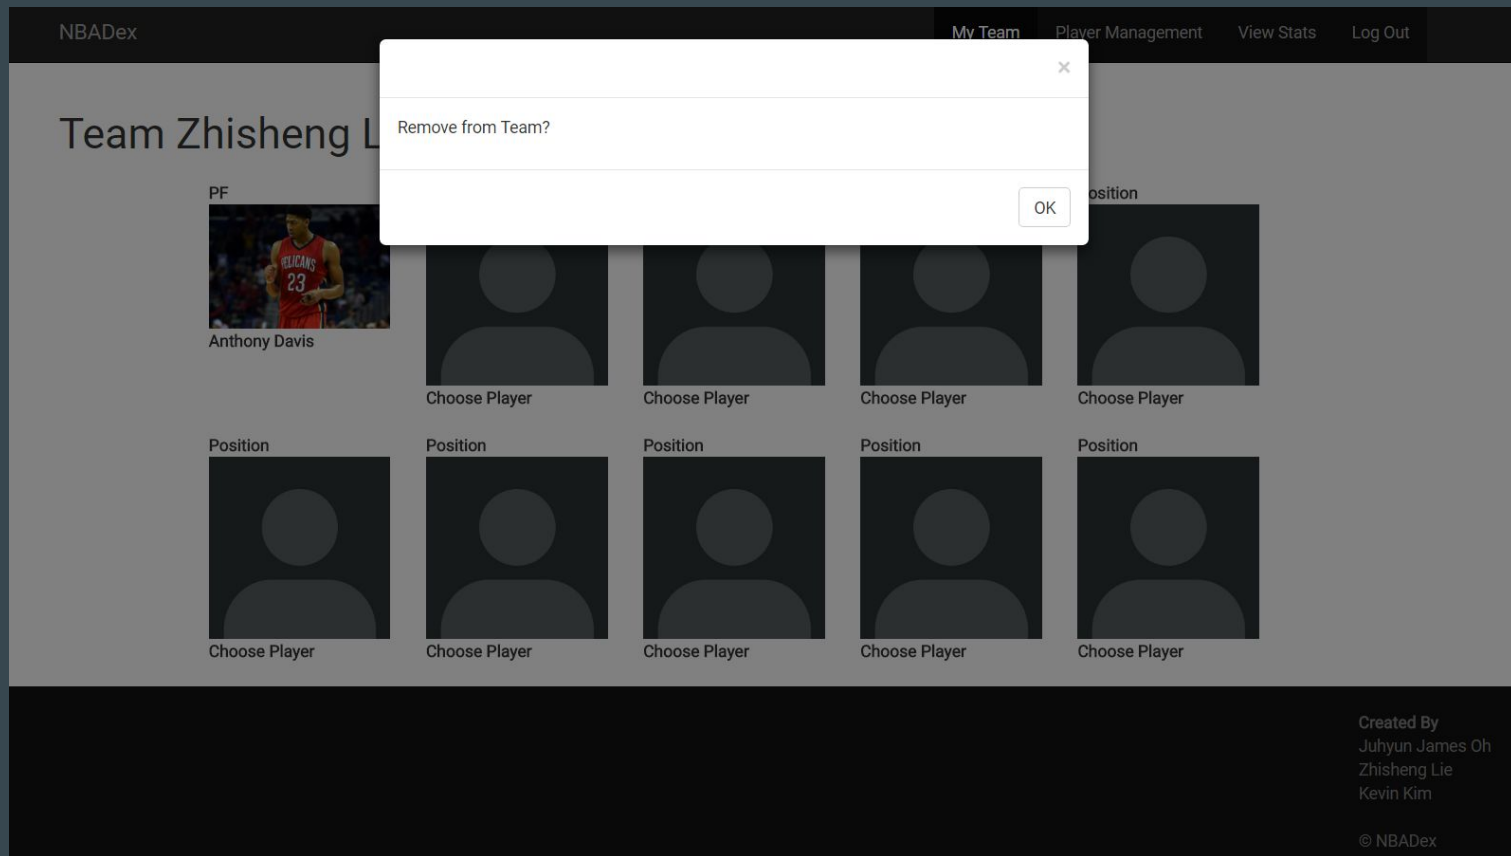 NBADex
My Team
Player Management
View Stats
Log Out
×
Remove from Team?
OK
Team Zhisheng L
PF
osition
PELICANS
23
Anthony Davis
Choose Player
Choose Player
Choose Player
Choose Player
Position
Position
Position
Position
Position
Choose Player
Choose Player
Choose Player
Choose Player
Choose Player
Created By
Juhyun James Oh
Zhisheng Lie
Kevin Kim
© NBADex